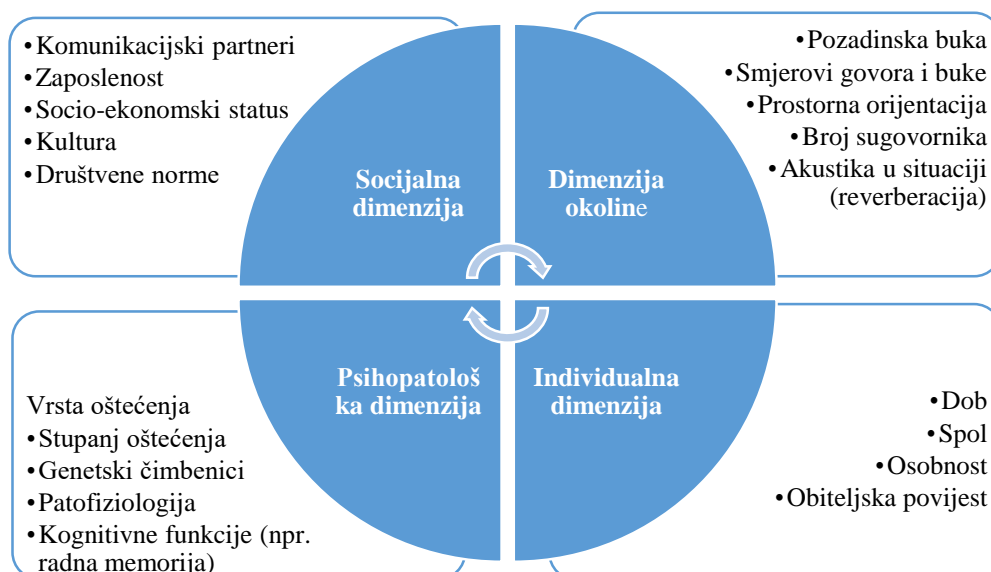 •Komunikacijski partneri
•Zaposlenost
•Socio-ekonomski status
•Kultura
•Društvene norme
Socijalna
dimenzija
•Pozadinska buka
•Smjerovi govora i buke
•Prostorna orijentacija
•Broj sugovornika
•Akustika u situaciji
(reverberacija)
Dimenzija
okoline
Vrsta oštećenja
•Stupanj oštećenja
•Genetski čimbenici
•Patofiziologija
•Kognitivne funkcije (npr.
radna memorija)
Psihopatološ
ka dimenzija
Individualna
dimenzija
•Dob
•Spol
•Osobnost
•Obiteljska povijest